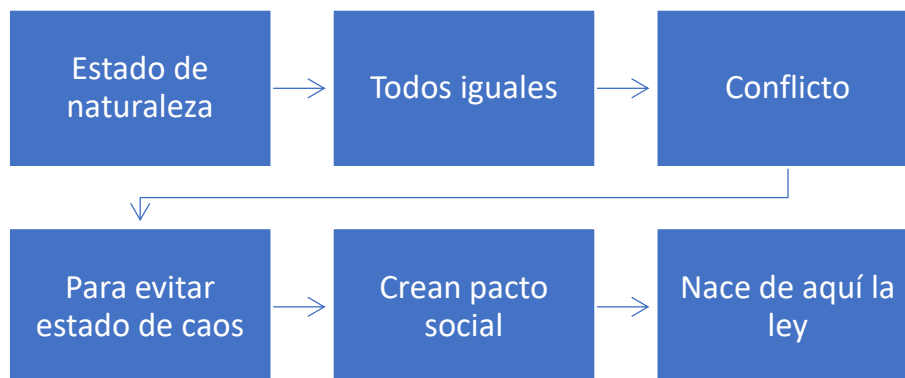 Estado de
naturaleza
Todos iguales
Conflicto
Para evitar
estado de caos
Crean pacto
social
Nace de aquí la
ley